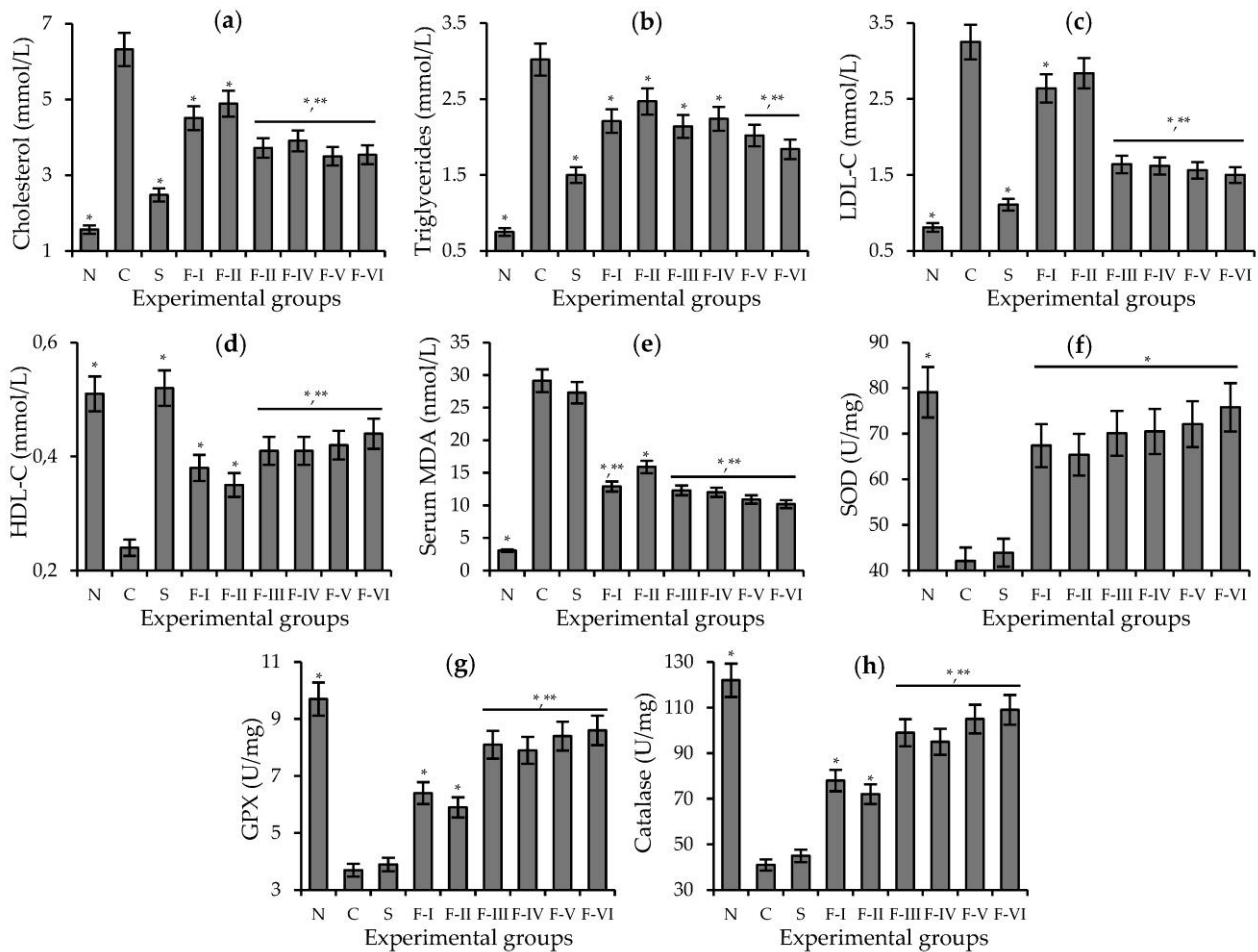 (a)
Cholesterol (mmol/L)
7
5
3
1
*
*
*
*
*,**
N C S F-I F-II F-II F-IV F-V F-VI
Experimental groups
(b)
Triglycerides (mmol/L)
3.5
2.5
1.5
0.5
*
*
*
*
*
*
*,**
N C S F-I F-II F-III F-IV F-V F-VI
Experimental groups
(c)
LDL-C (mmol/L)
3.5
2.5
1.5
0.5
*
*
*
*,**
N C S F-I F-II F-III F-IV F-V F-VI
Experimental groups
(d)
HDL-C (mmol/L)
0,6
0,4
0,2
*
*
*
*
*,**
N C S F-I F-II F-III F-IV F-V F-VI
Experimental groups
(e)
Serum MDA (nmol/L)
35
30
25
20
15
10
5
0
*
*,**
*
*,**
N C S F-I F-II F-III F-IV F-V F-VI
Experimental groups
(f)
SOD (U/mg)
90
80
70
60
50
40
*
*
N C S F-I F-II F-III F-IV F-V F-VI
Experimental groups
(g)
GPX (U/mg)
11
9
7
5
3
*
*
*
*,**
N C S F-I F-II F-III F-IV F-V F-VI
Experimental groups
(h)
Catalase (U/mg)
130
110
90
70
50
30
*
*
*
*,**
N C S F-I F-II F-III F-IV F-V F-VI
Experimental groups